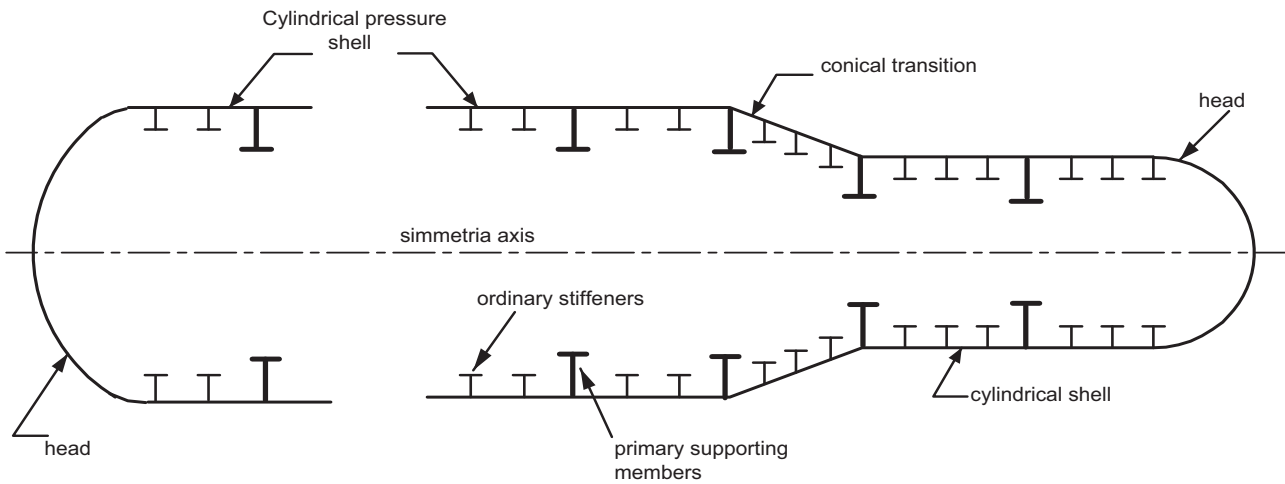 Cylindrical pressure
shell
conical transition
head
simmetria axis
ordinary stiffeners
cylindrical shell
head
primary supporting
members